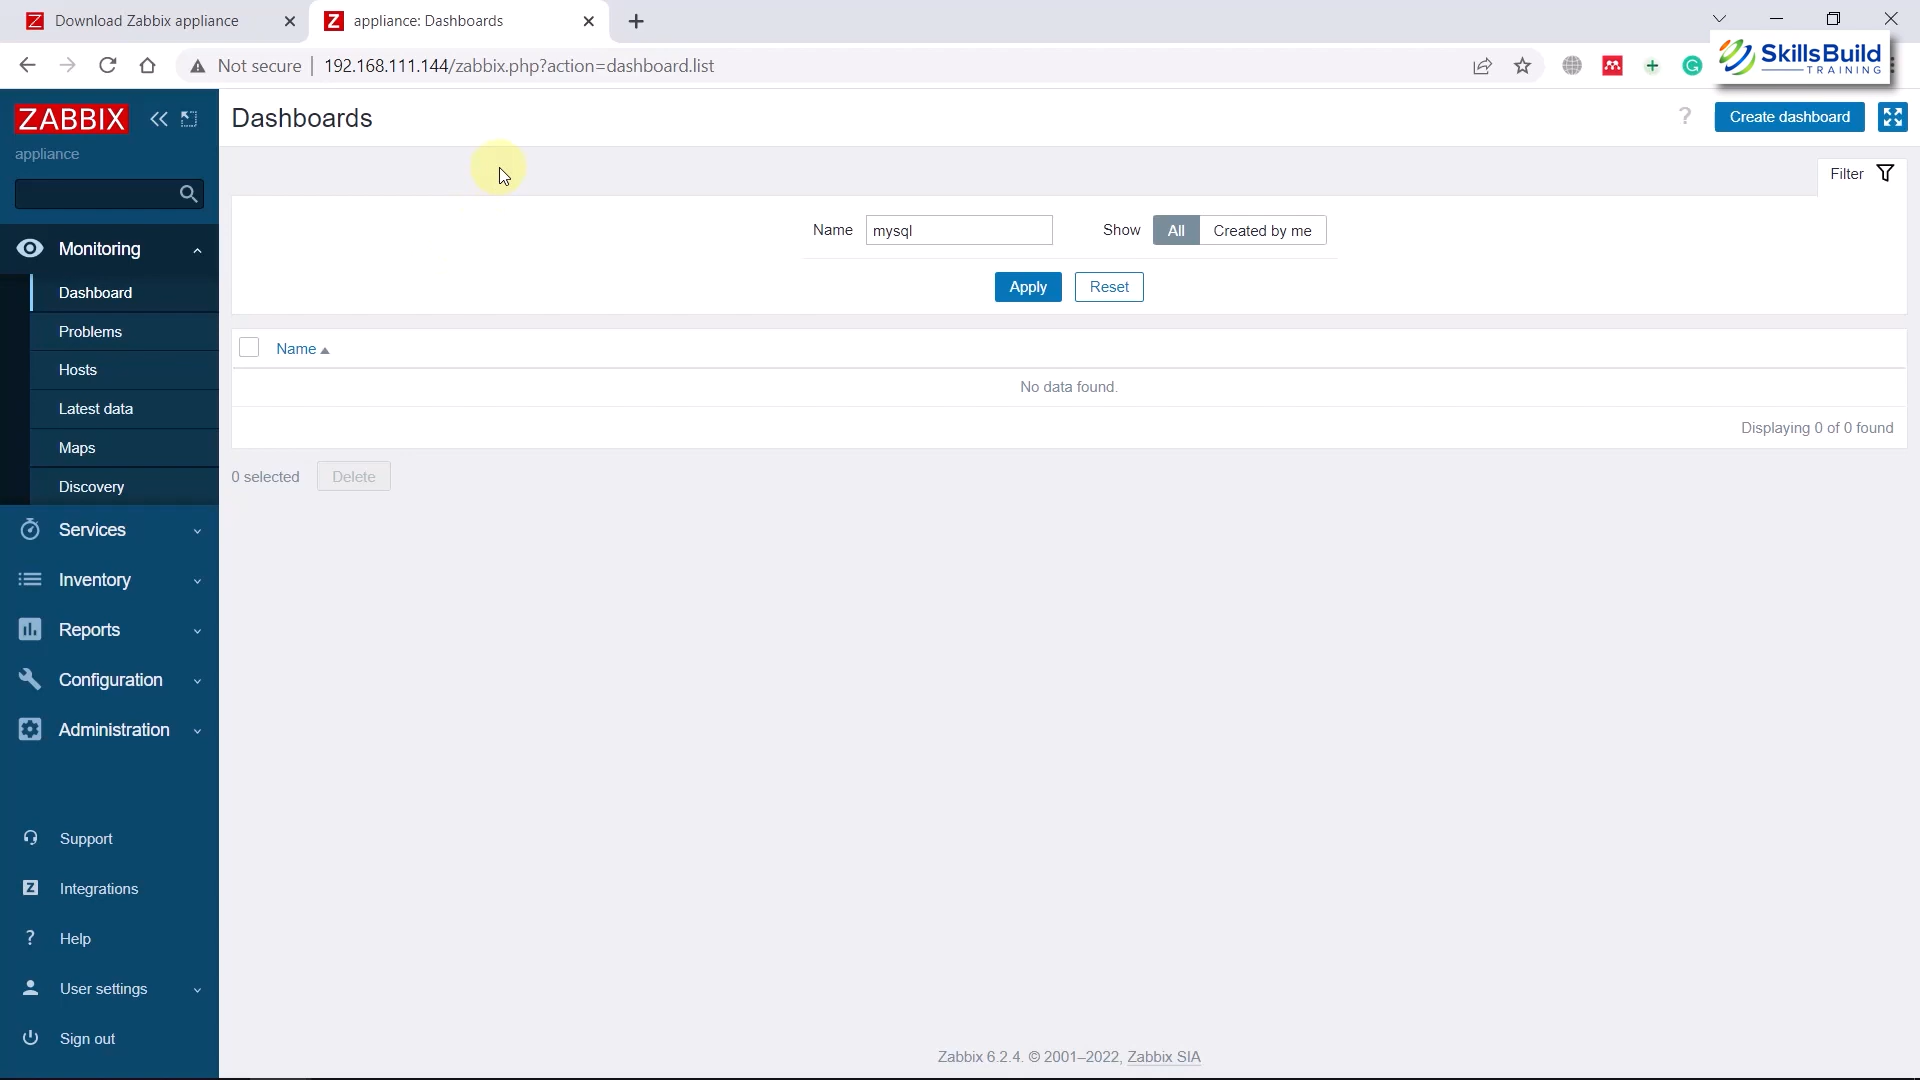 Download Zabbix appliance
Z appliance: Dashboards
Not secure | 192.168.111.144/zabbix.php?action=dashboard.list
SkillsBuild
TRAINING
ZABBIX
appliance
Dashboards
? Create dashboard
Filter
Name mysql Show All Created by me
Apply Reset
Name
No data found.
Displaying 0 of 0 found
0 selected Delete
Monitoring
Dashboard
Problems
Hosts
Latest data
Maps
Discovery
Services
Inventory
Reports
Configuration
Administration
Support
Z Integrations
? Help
User settings
Sign out
Zabbix 6.2.4. © 2001–2022, Zabbix SIA